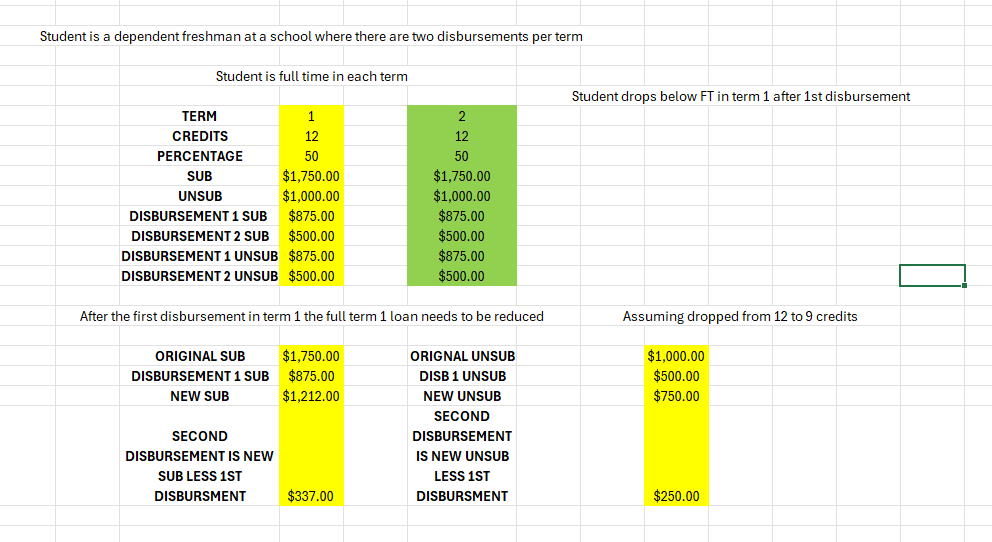 Student is a dependent freshman at a school where there are two disbursements per term
Student is full time in each term
Student drops below FT in term 1 after 1st disbursement
TERM 1 2
CREDITS 12 12
PERCENTAGE 50 50
SUB $1,750.00 $1,750.00
UNSUB $1,000.00 $1,000.00
DISBURSEMENT 1 SUB $875.00 $875.00
DISBURSEMENT 2 SUB $500.00 $500.00
DISBURSEMENT 1 UNSUB $875.00 $875.00
DISBURSEMENT 2 UNSUB $500.00 $500.00
After the first disbursement in term 1 the full term 1 loan needs to be reduced
Assuming dropped from 12 to 9 credits
ORIGINAL SUB $1,750.00 ORIGNAL UNSUB $1,000.00
DISBURSEMENT 1 SUB $875.00 DISB 1 UNSUB $500.00
NEW SUB $1,212.00 NEW UNSUB $750.00
SECOND
DISBURSEMENT IS NEW
SUB LESS 1ST
DISBURSMENT $337.00
SECOND
DISBURSEMENT
IS NEW UNSUB
LESS 1ST
DISBURSMENT $250.00